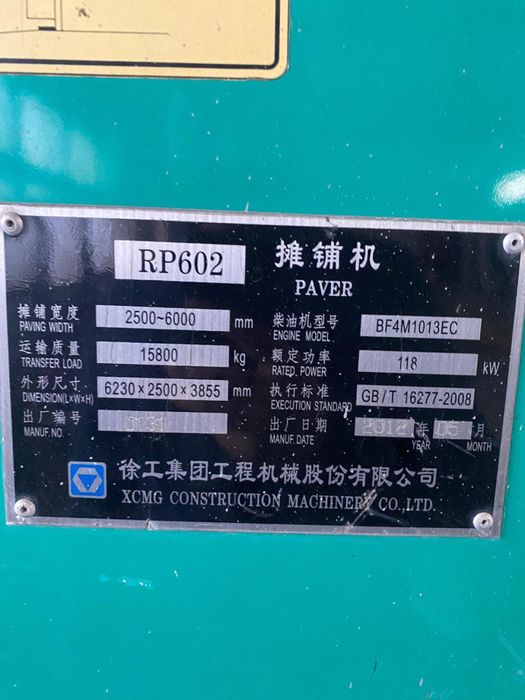 RP602 摊铺机
PAVER
摊铺宽度 2500~6000 mm 柴油机型号 BF4M1013EC
PAVING WIDTH ENGINE MODEL
运输质量 15800 kg 额定功率 118 kW
TRANSFER LOAD RATED. POWER
外形尺寸 6230×2500×3855 mm 执行标准 GB/T 16277-2008
DIMENSION(L×W×H) EXECUTION STANDARD
出厂编号 出厂日期 2012 年 05 月
MANUF. NO. MANUF. DATE YEAR MONTH
徐工集团工程机械股份有限公司
XCMG CONSTRUCTION MACHINERY CO.,LTD.